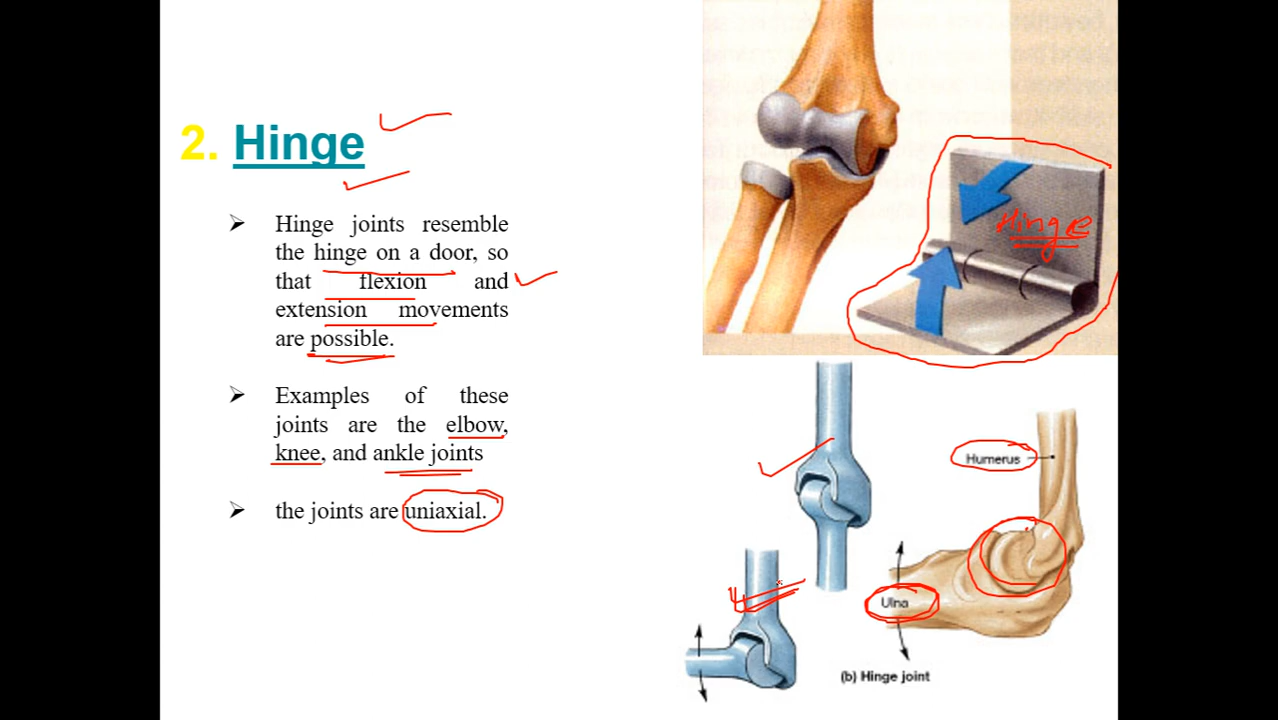 2. Hinge
➢ Hinge joints resemble
the hinge on a door, so
that flexion and
extension movements
are possible.
➢ Examples of these
joints are the elbow,
knee, and ankle joints
➢ the joints are uniaxial.
Hinge
Humerus
Ulna
(b) Hinge joint